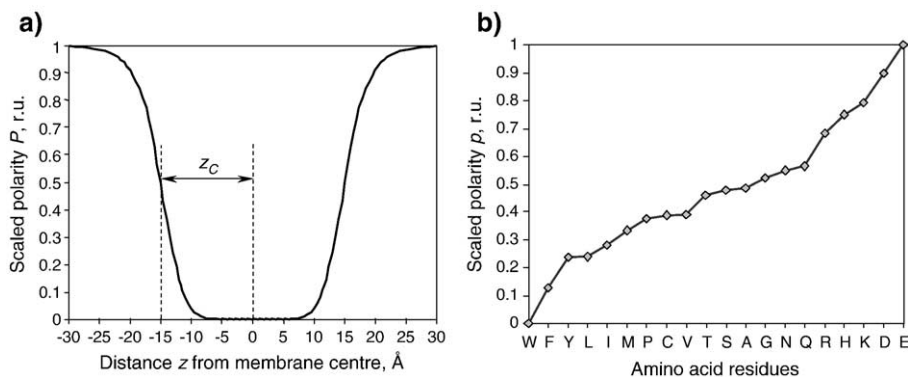 a)
Scaled polarity P, r.u.
1
0.9
0.8
0.7
0.6
0.5
0.4
0.3
0.2
0.1
0
z_C
-30 -25 -20 -15 -10 -5 0 5 10 15 20 25 30
Distance z from membrane centre, Å
b)
Scaled polarity p, r.u.
1
0.9
0.8
0.7
0.6
0.5
0.4
0.3
0.2
0.1
0
W F Y L I M P C V T S A G N Q R H K D E
Amino acid residues